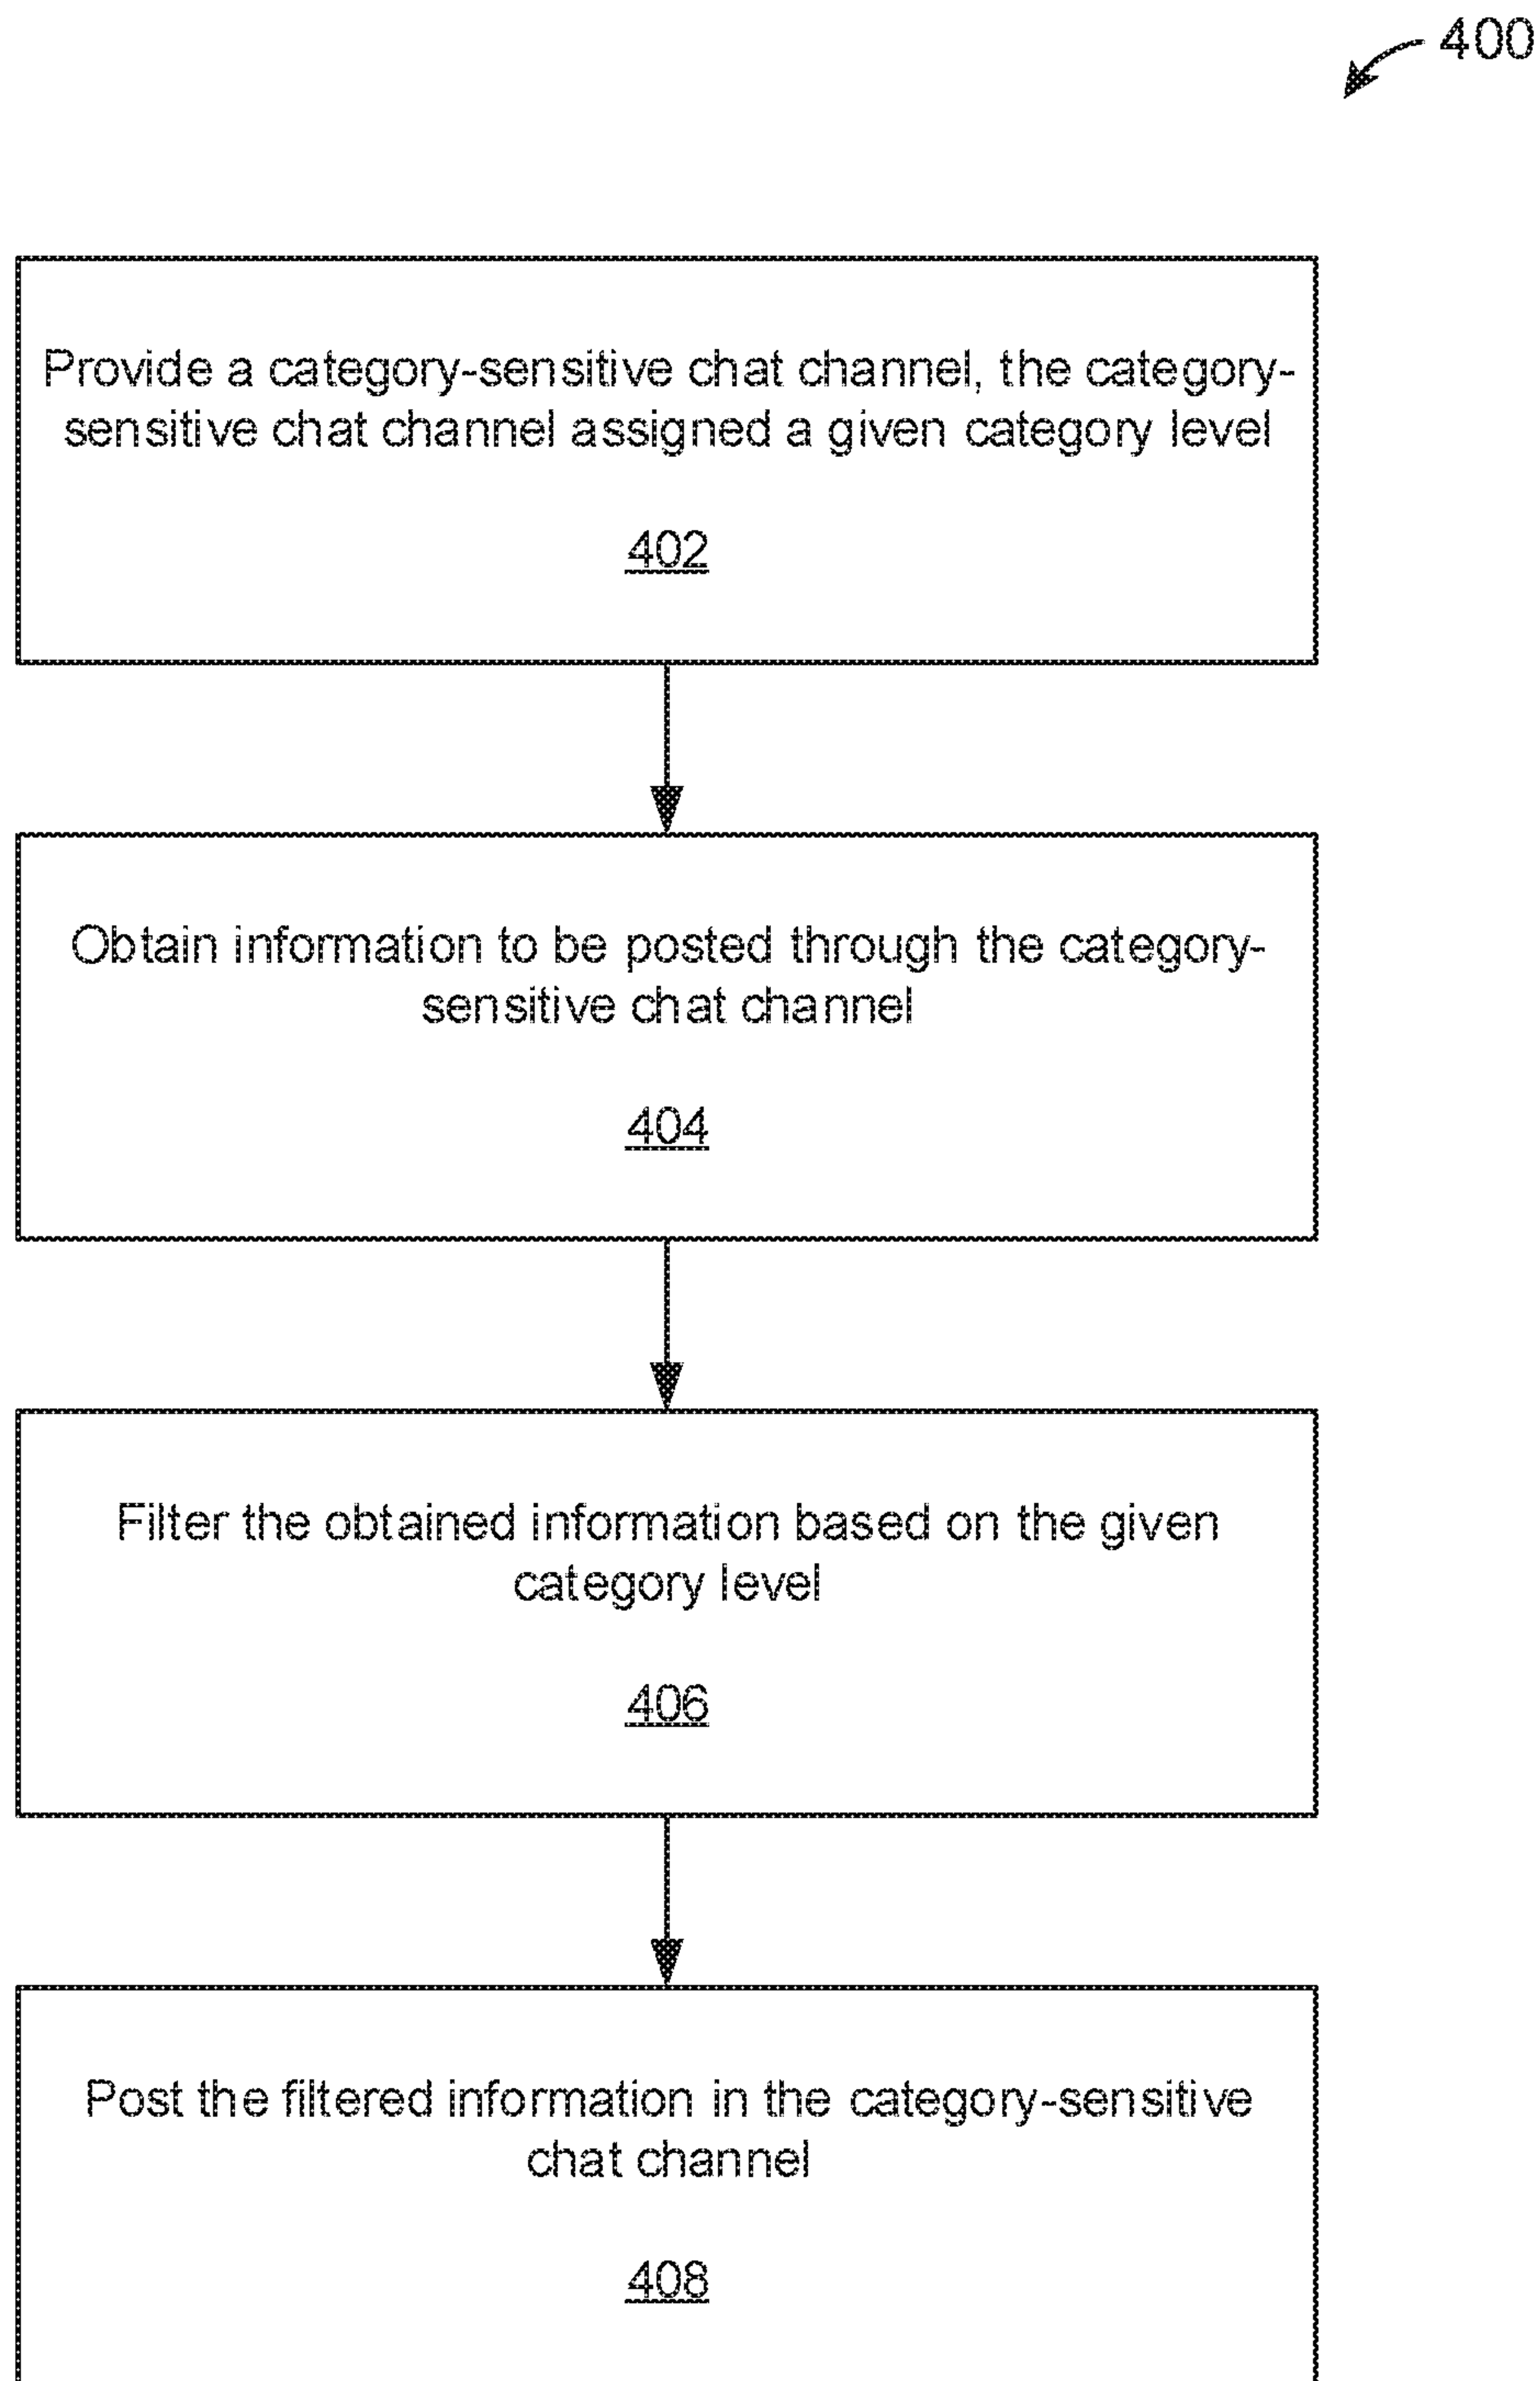 400
Provide a category-sensitive chat channel, the category-
sensitive chat channel assigned a given category level
402
Obtain information to be posted through the category-
sensitive chat channel
404
Filter the obtained information based on the given
category level
406
Post the filtered information in the category-sensitive
chat channel
408